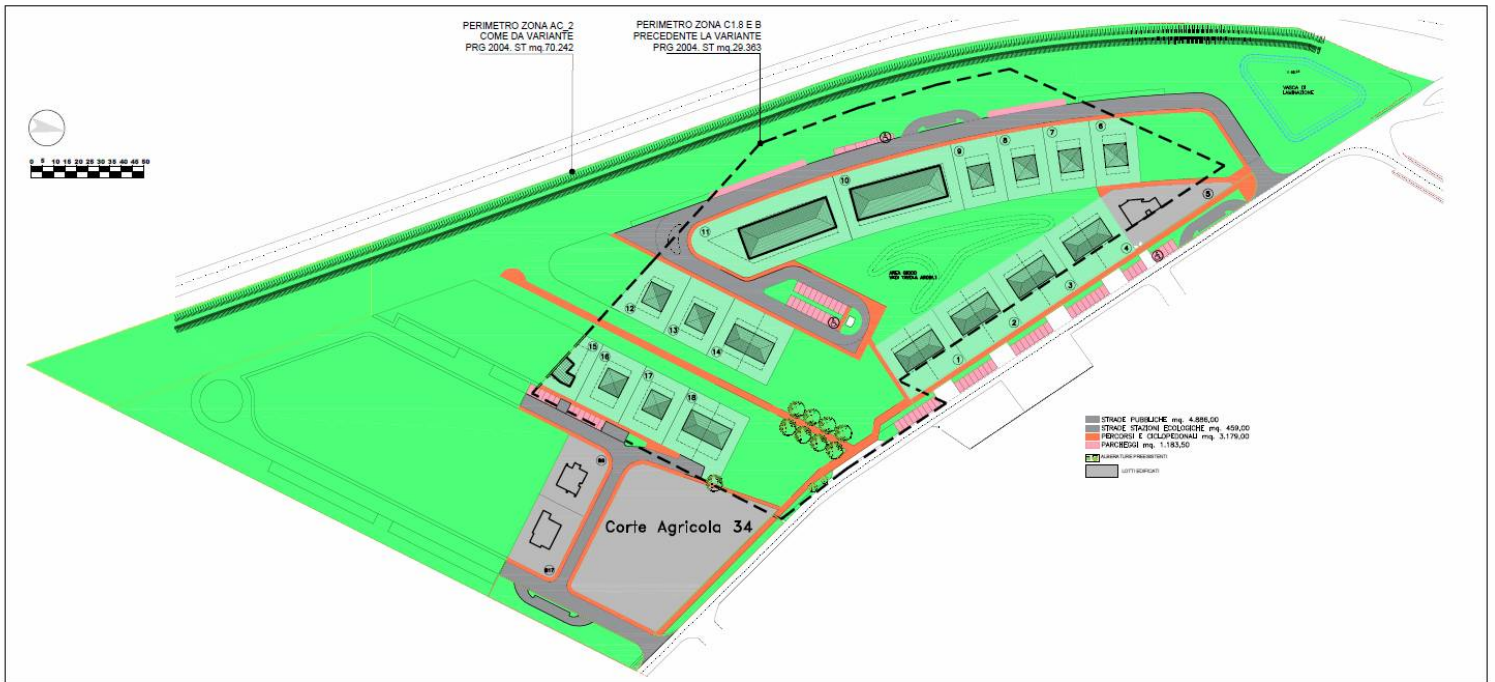 PERIMETRO ZONA AC_2
COME DA VARIANTE
PRG 2004. ST mq.70.242
PERIMETRO ZONA C1.8 E B
PRECEDENTE LA VARIANTE
PRG 2004. ST mq.29.363
VASCA DI
LAMINAZIONE
0 5 10 15 20 25 30 35 40 45 50
6
7
8
9
10
11
5
4
3
2
1
12
13
14
15
16
17
18
Corte Agricola 34
STRADE PUBBLICHE mq. 4.886,00
STRADE STAZIONI ECOLOGICHE mq. 459,00
PERCORSI E CICLOPEDONALI mq. 3.179,00
PARCHEGGI mq. 1.183,50
ALBERATURE PREESISTENTI
LOTTI EDIFICATI